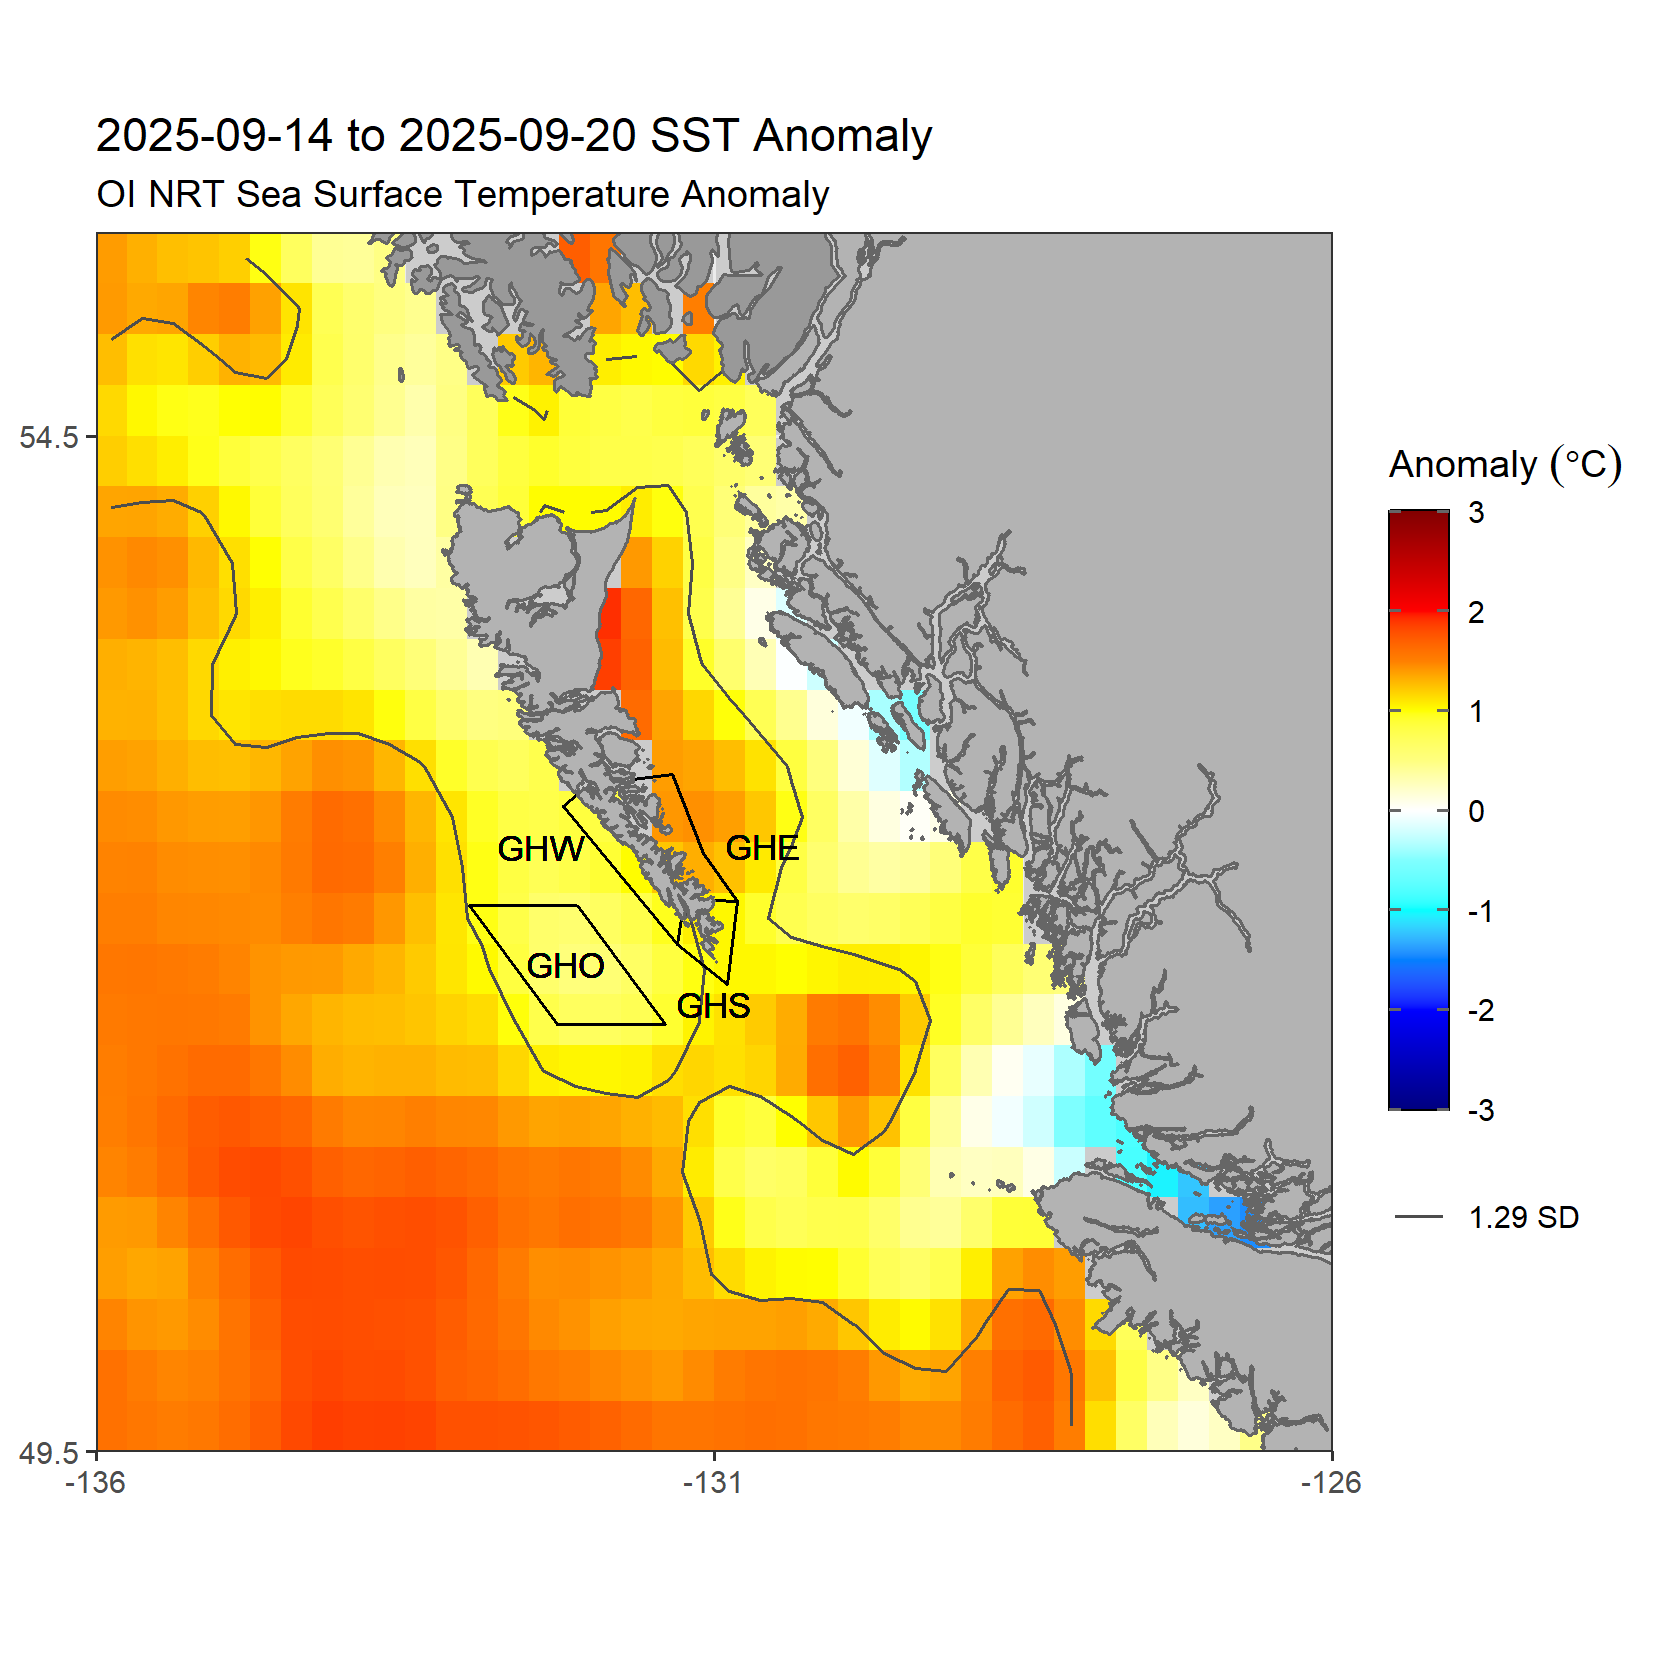 2025-09-14 to 2025-09-20 SST Anomaly
OI NRT Sea Surface Temperature Anomaly
54.5
49.5
-136
-131
-126
GHW
GHE
GHO
GHS
Anomaly (°C)
3
2
1
0
-1
-2
-3
1.29 SD